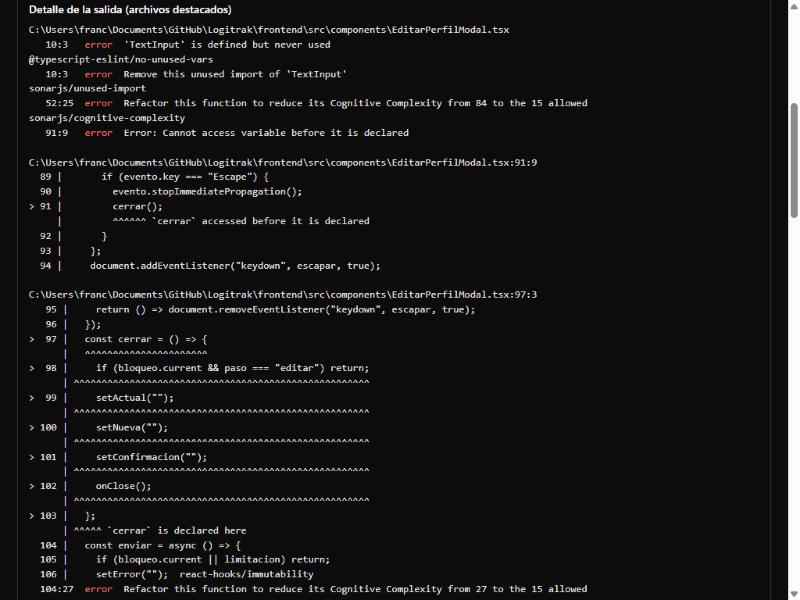 Detalle de la salida (archivos destacados)
C:\Users\franc\Documents\GitHub\Logitrak\frontend\src\components\EditarPerfilModal.tsx
10:3 error 'TextInput' is defined but never used
@typescript-eslint/no-unused-vars
10:3 error Remove this unused import of 'TextInput'
sonarjs/unused-import
52:25 error Refactor this function to reduce its Cognitive Complexity from 84 to the 15 allowed
sonarjs/cognitive-complexity
91:9 error Error: Cannot access variable before it is declared
C:\Users\franc\Documents\GitHub\Logitrak\frontend\src\components\EditarPerfilModal.tsx:91:9
89 | if (evento.key === "Escape") {
90 | evento.stopImmediatePropagation();
> 91 | cerrar();
| ^^^^^^ `cerrar` accessed before it is declared
92 | }
93 | };
94 | document.addEventListener("keydown", escapar, true);
C:\Users\franc\Documents\GitHub\Logitrak\frontend\src\components\EditarPerfilModal.tsx:97:3
95 | return () => document.removeEventListener("keydown", escapar, true);
96 | });
> 97 | const cerrar = () => {
| ^^^^^^^^^^^^^^^^^^^^^^
> 98 | if (bloqueo.current && paso === "editar") return;
| ^^^^^^^^^^^^^^^^^^^^^^^^^^^^^^^^^^^^^^^^^^^^^^^^^^^^^
> 99 | setActual("");
| ^^^^^^^^^^^^^^^^^^^^^^^^^^^^^^^^^^^^^^^^^^^^^^^^^^^^^
> 100 | setNueva("");
| ^^^^^^^^^^^^^^^^^^^^^^^^^^^^^^^^^^^^^^^^^^^^^^^^^^^^^
> 101 | setConfirmacion("");
| ^^^^^^^^^^^^^^^^^^^^^^^^^^^^^^^^^^^^^^^^^^^^^^^^^^^^^
> 102 | onClose();
| ^^^^^^^^^^^^^^^^^^^^^^^^^^^^^^^^^^^^^^^^^^^^^^^^^^^^^
> 103 | };
| ^^^^^ `cerrar` is declared here
104 | const enviar = async () => {
105 | if (bloqueo.current || limitacion) return;
106 | setError(""); react-hooks/immutability
104:27 error Refactor this function to reduce its Cognitive Complexity from 27 to the 15 allowed